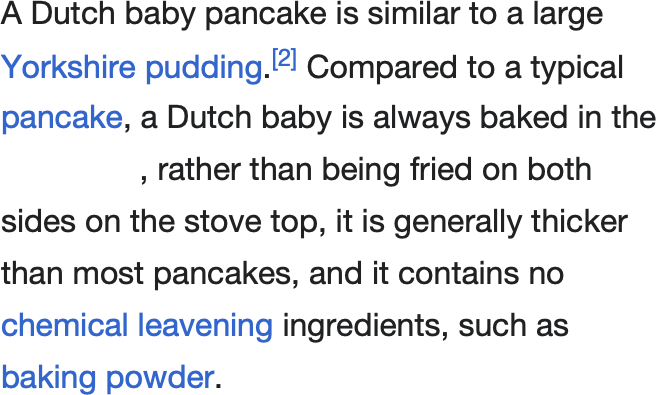 A Dutch baby pancake is similar to a large
Yorkshire pudding.[2] Compared to a typical
pancake, a Dutch baby is always baked in the
, rather than being fried on both
sides on the stove top, it is generally thicker
than most pancakes, and it contains no
chemical leavening ingredients, such as
baking powder.